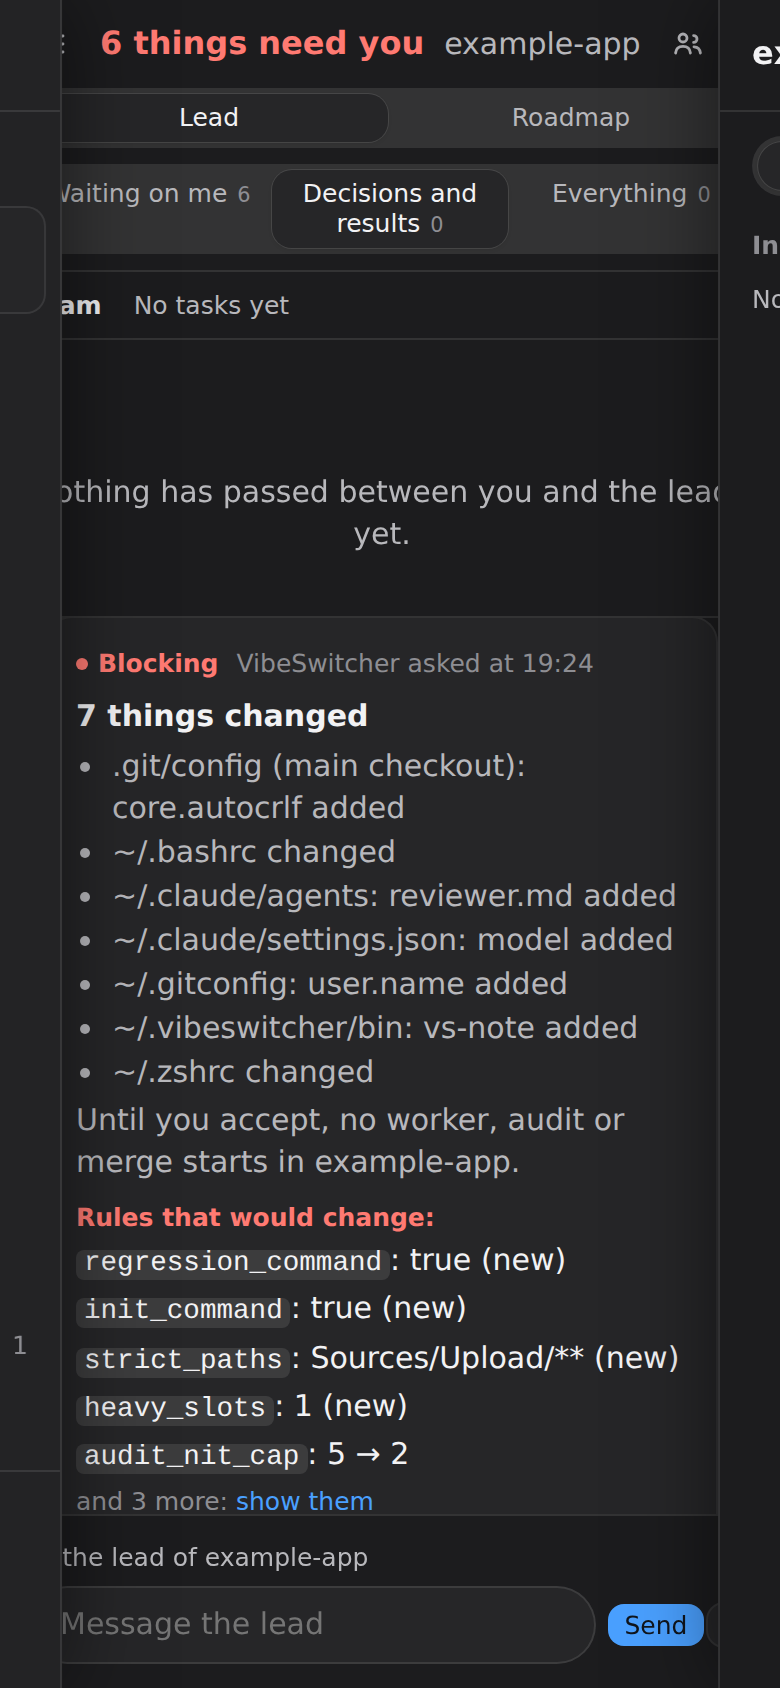 6 things need you example-app
Lead Roadmap
on me 6 Decisions and Everything 0
results 0
No tasks yet
has passed between you and the
yet.
Blocking VibeSwitcher asked at 19:24
7 things changed
• .git/config (main checkout):
core.autocrlf added
• ~/.bashrc changed
• ~/.claude/agents: reviewer.md added
• ~/.claude/settings.json: model added
• ~/.gitconfig: user.name added
• ~/.vibeswitcher/bin: vs-note added
• ~/.zshrc changed
Until you accept, no worker, audit or
merge starts in example-app.
Rules that would change:
regression_command: true (new)
init_command: true (new)
strict_paths: Sources/Upload/** (new)
1
heavy_slots: 1 (new)
audit_nit_cap: 5 → 2
and 3 more: show them
the lead of example-app
Message the lead Send